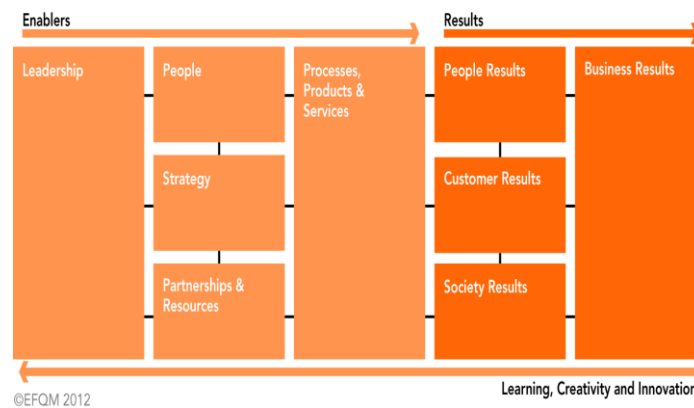 Enablers
Results
Leadership
People
Processes,
Products &
Services
People Results
Business Results
Strategy
Customer Results
Partnerships &
Resources
Society Results
Learning, Creativity and Innovation
©EFQM 2012